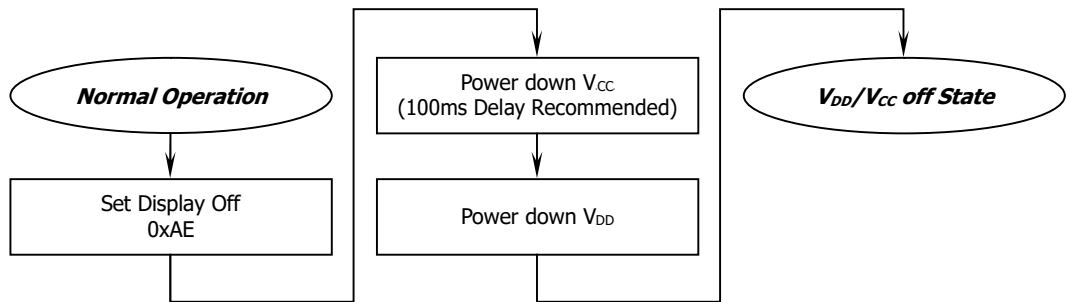 Normal Operation
Set Display Off
0xAE
Power down VCC
(100ms Delay Recommended)
Power down VDD
VDD/VCC off State